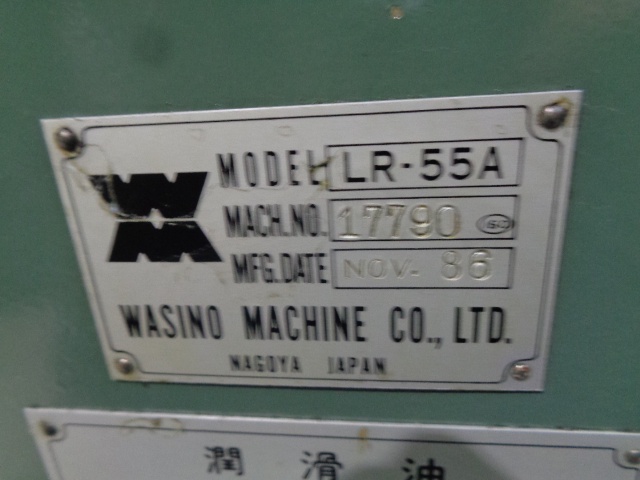 MODEL LR-55A
MACH.NO. 17790 ISO
MFG.DATE NOV. 86
WASINO MACHINE CO., LTD.
NAGOYA JAPAN
潤滑油